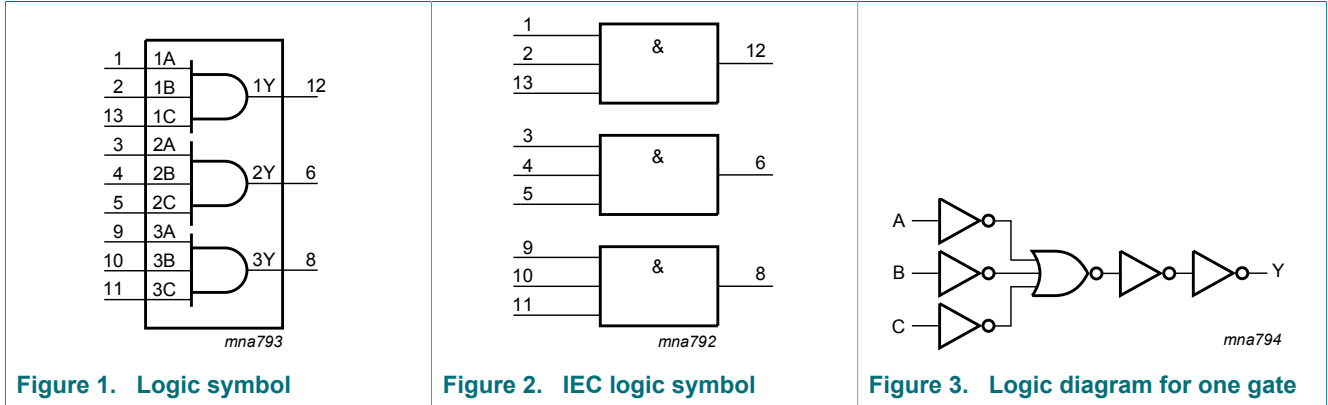 1 1A
2 1B 1Y 12
13 1C
3 2A
4 2B 2Y 6
5 2C
9 3A
10 3B 3Y 8
11 3C
mna793
Figure 1. Logic symbol
1
2 & 12
13
3
4 & 6
5
9
10 & 8
11
mna792
Figure 2. IEC logic symbol
A
B Y
C
mna794
Figure 3. Logic diagram for one gate